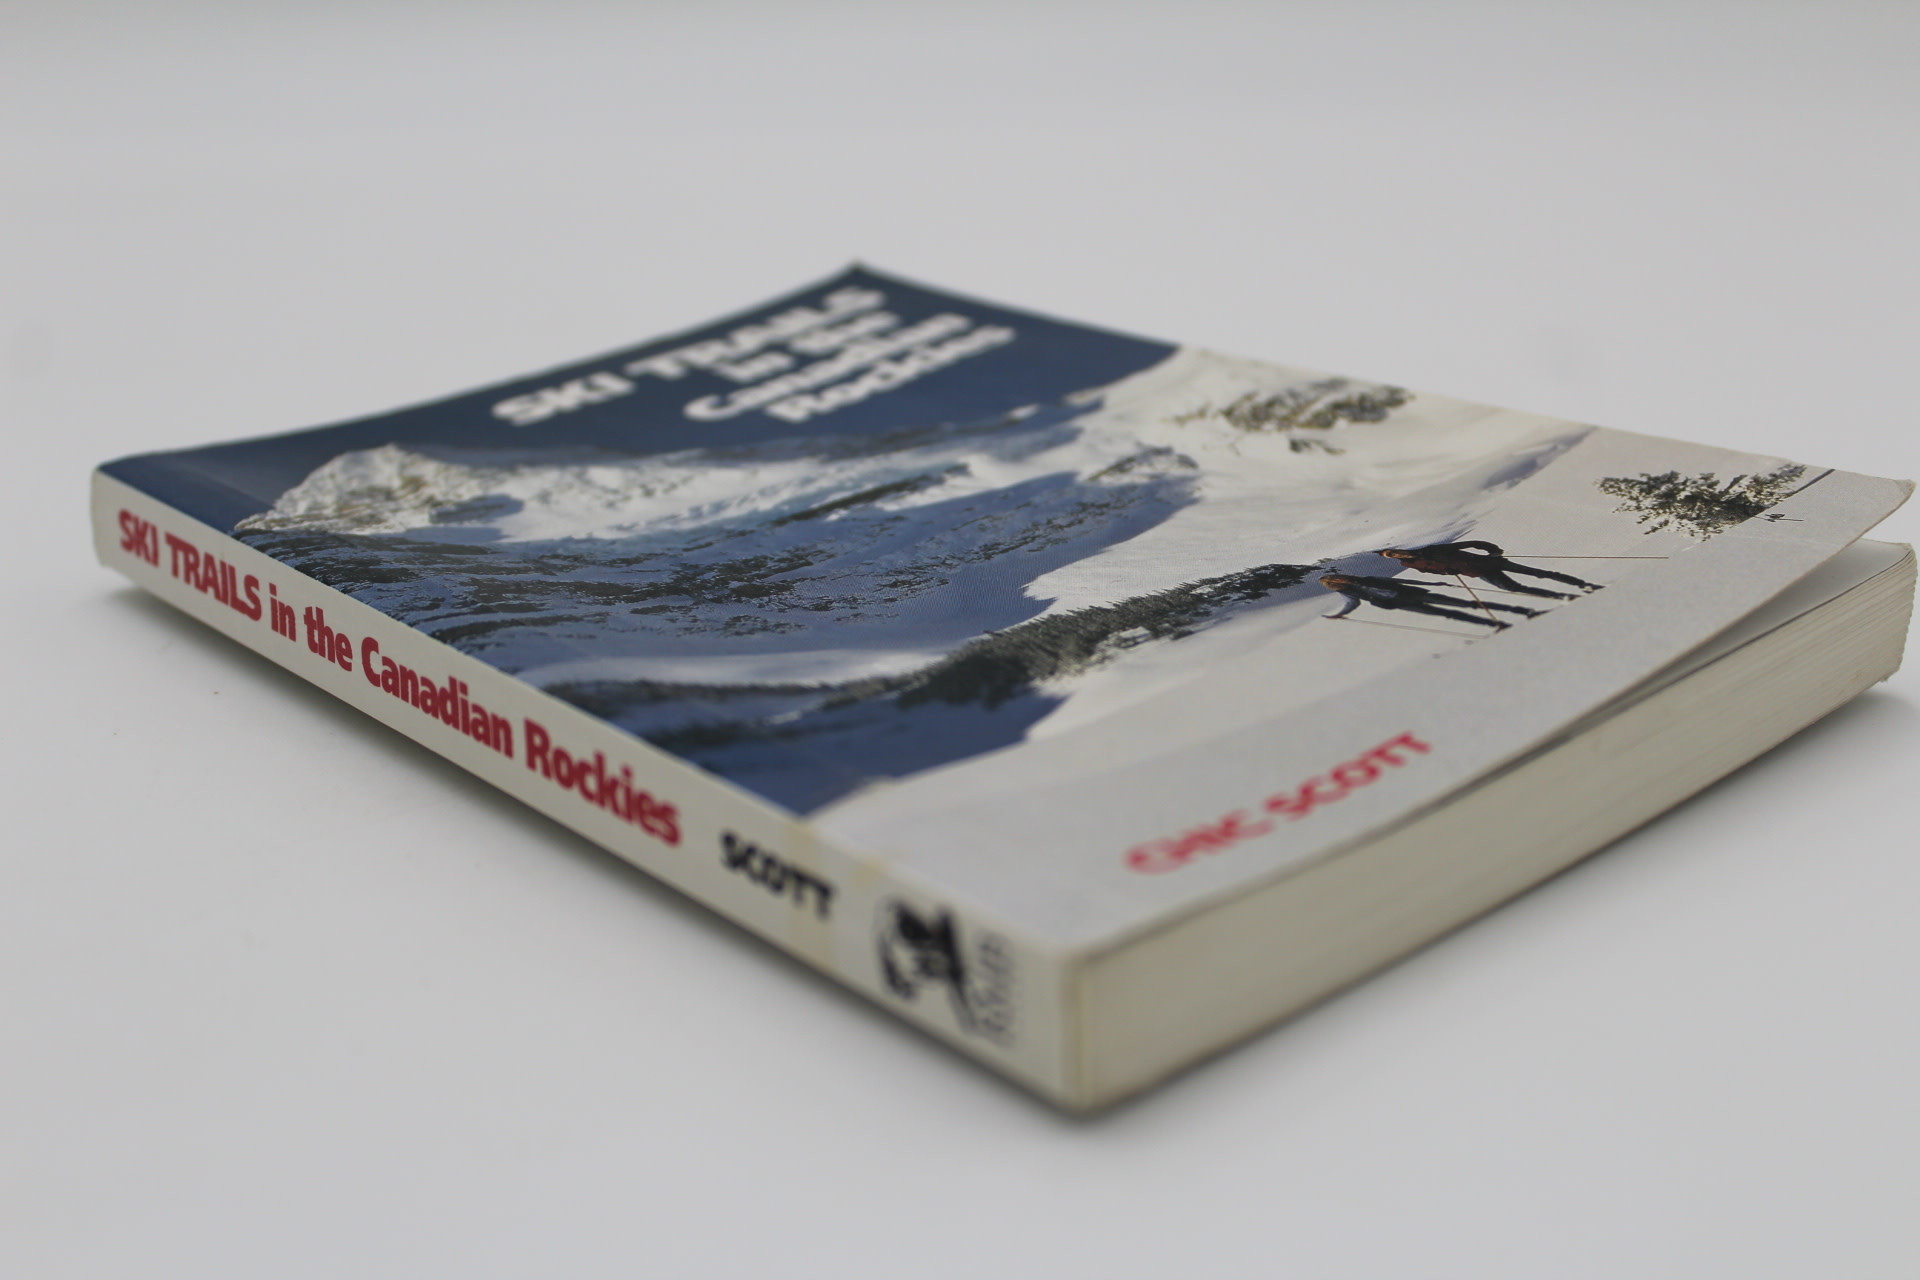 SKI TRAILS
in the
Canadian
Rockies
CHIC SCOTT
SKI TRAILS in the Canadian Rockies SCOTT